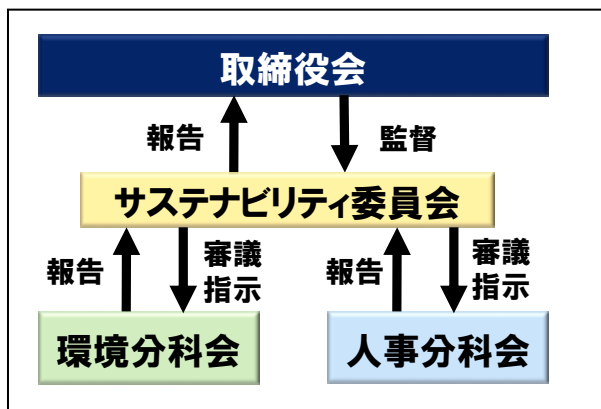 取締役会
報告
監督
サステナビリティ委員会
報告
審議
指示
報告
審議
指示
環境分科会
人事分科会